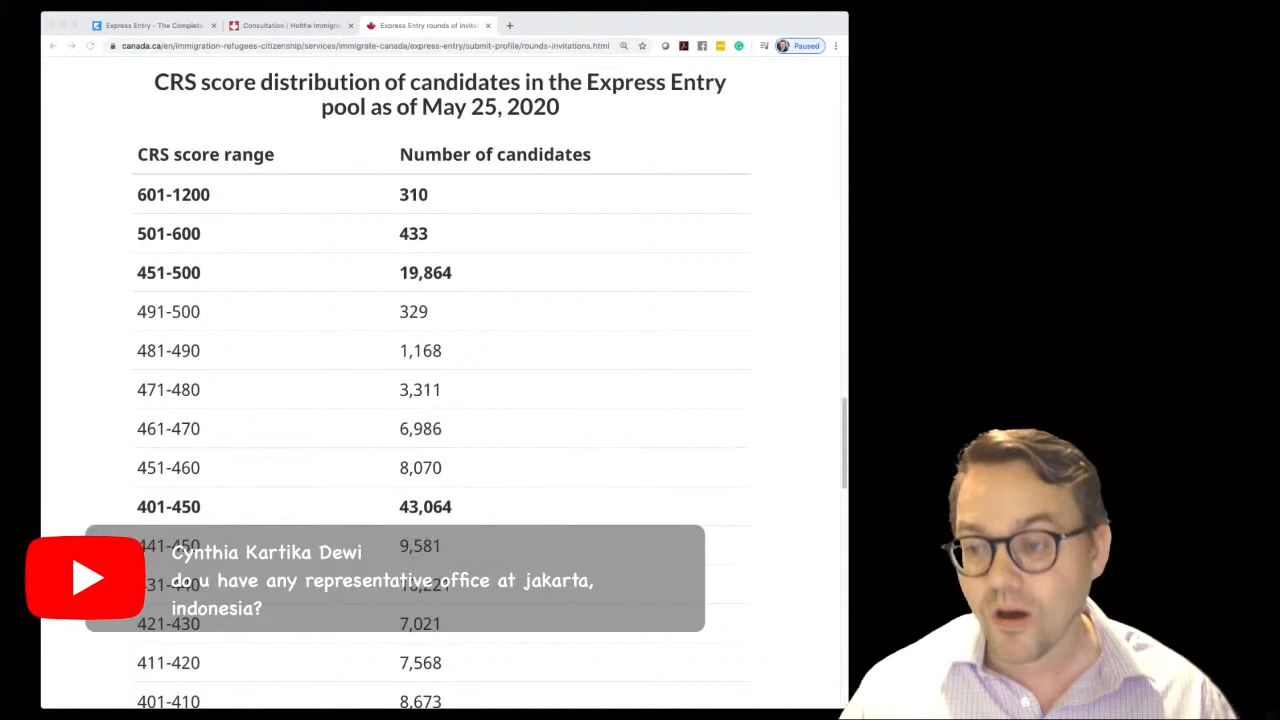 Express Entry - The Complete
Consultation | Holthe Immigra
Express Entry rounds of invita
canada.ca/en/immigration-refugees-citizenship/services/immigrate-canada/express-entry/submit-profile/rounds-invitations.html
Paused
CRS score distribution of candidates in the Express Entry
pool as of May 25, 2020
CRS score range Number of candidates
601-1200 310
501-600 433
451-500 19,864
491-500 329
481-490 1,168
471-480 3,311
461-470 6,986
451-460 8,070
401-450 43,064
441-450 9,581
Cynthia Kartika Dewi
do u have any representative office at jakarta,
indonesia?
421-430 7,021
411-420 7,568
401-410 8,673